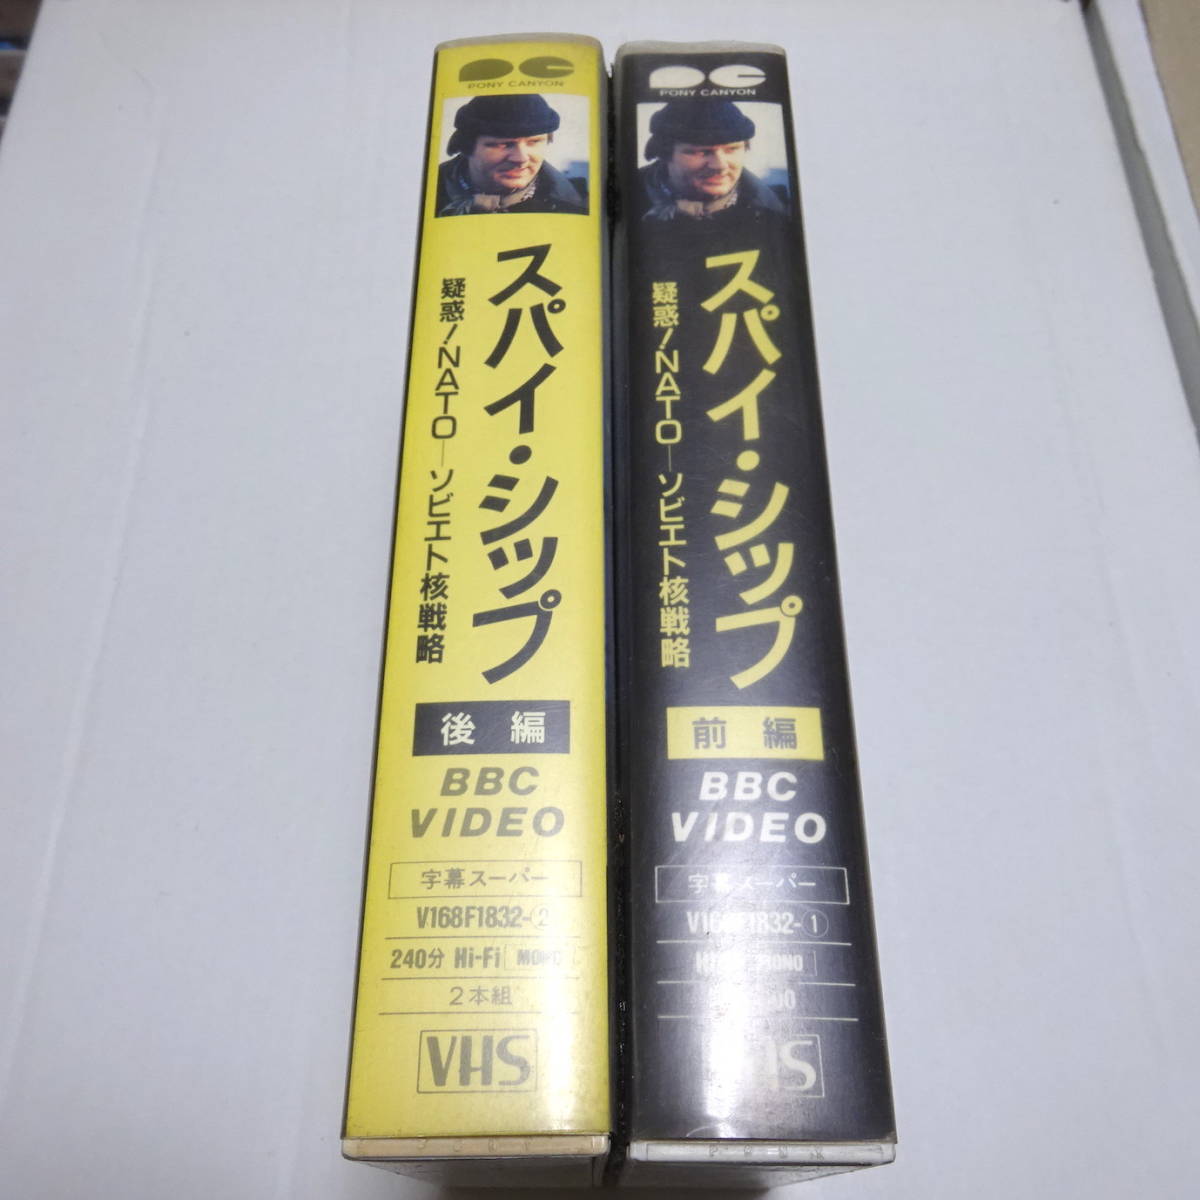 PONY CANYON
スパイ・シップ
疑惑!NATO―ソビエト核戦略
後編
BBC
VIDEO
字幕スーパー
V168F1832-②
240分 Hi-Fi MONO
2本組
VHS
PONY CANYON
スパイ・シップ
疑惑!NATO―ソビエト核戦略
前編
BBC
VIDEO
字幕スーパー
V168F1832-①
MONO
VHS